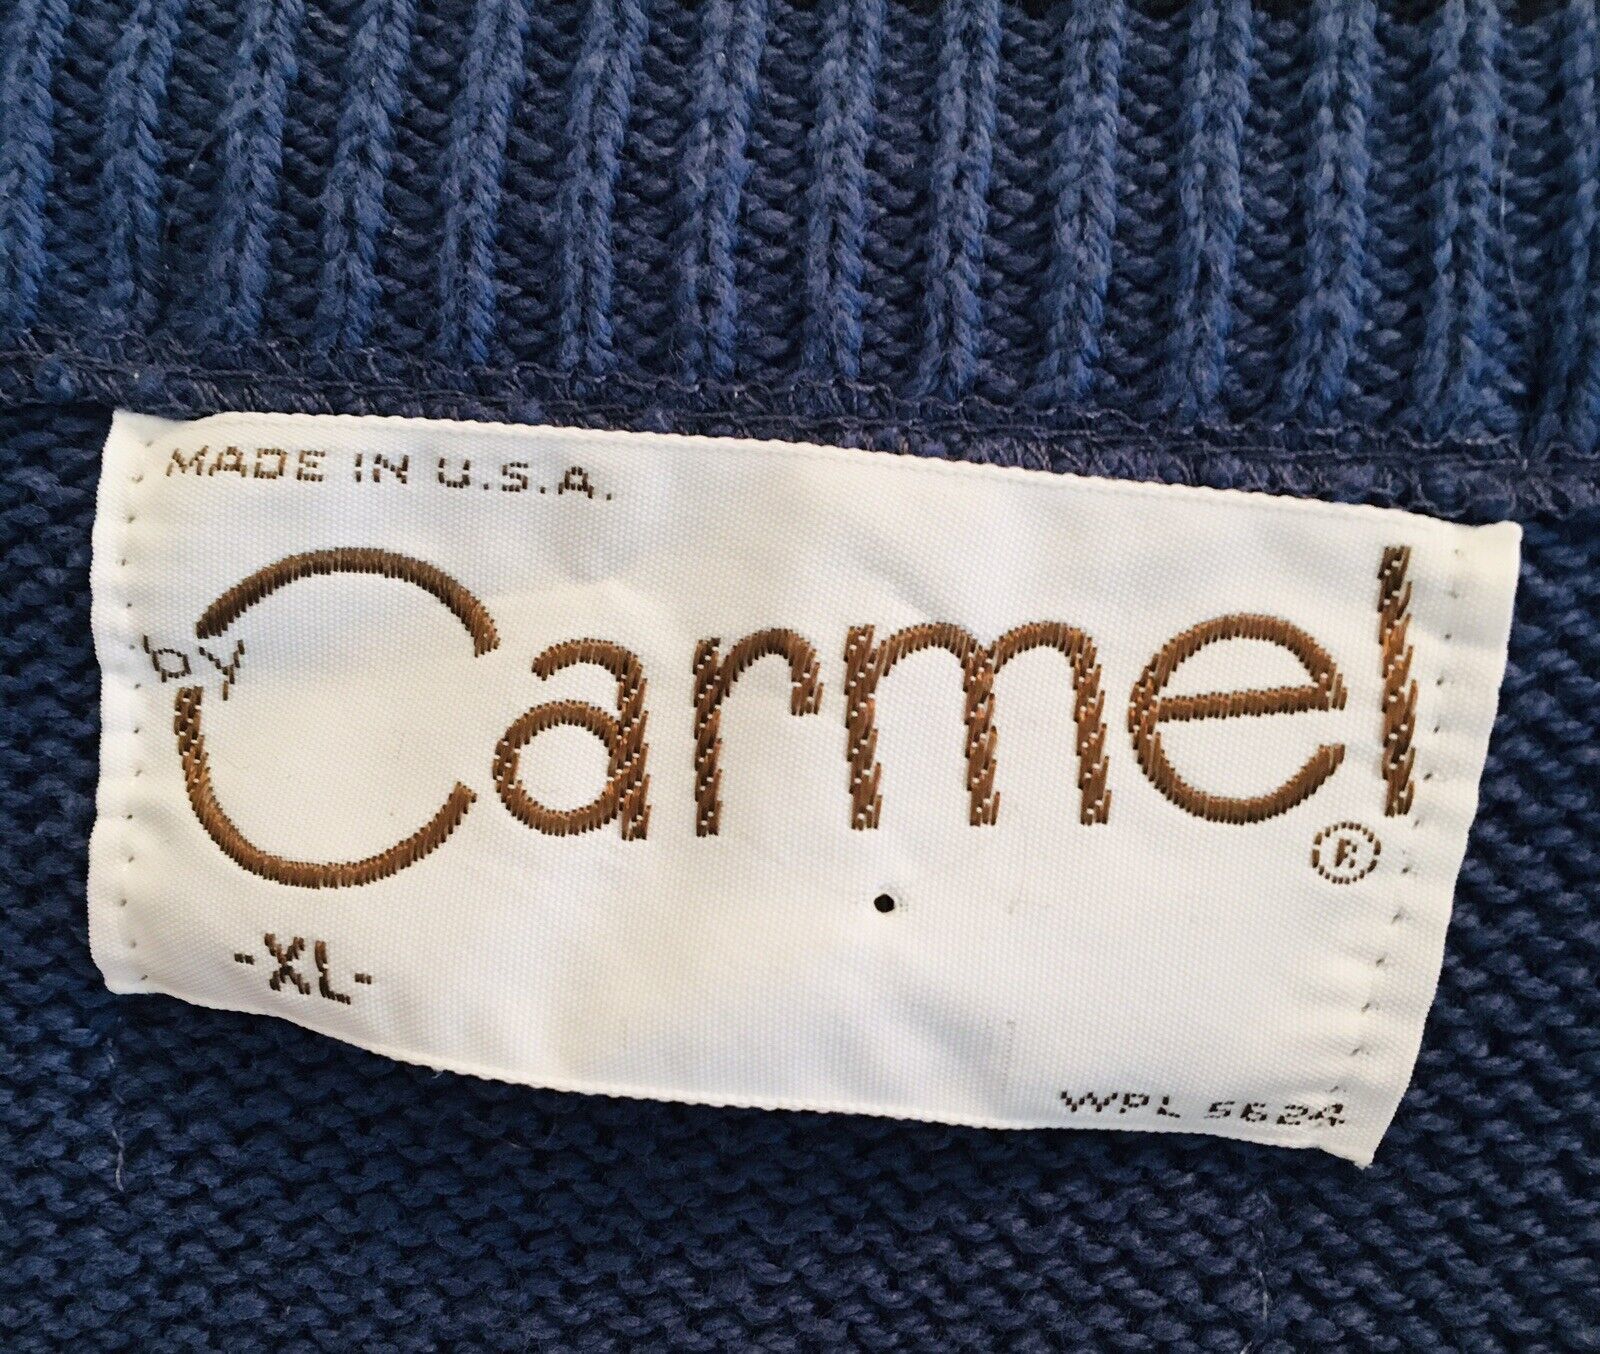 MADE IN U.S.A.
by Carmel ®
-XL-
WPL 5624